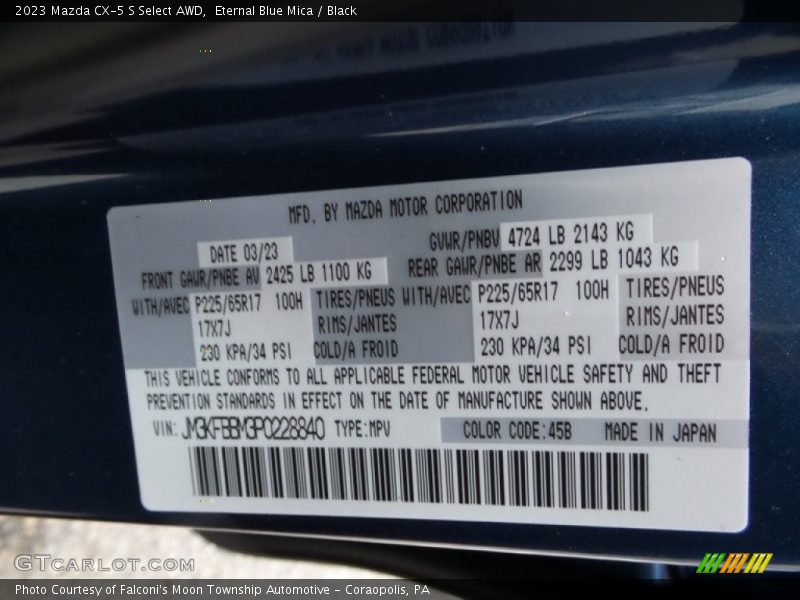 2023 Mazda CX-5 S Select AWD,  Eternal Blue Mica / Black
MFD. BY MAZDA MOTOR CORPORATION
DATE 03/23 GVWR/PNBV 4724 LB 2143 KG
FRONT GAWR/PNBE AV 2425 LB 1100 KG REAR GAWR/PNBE AR 2299 LB 1043 KG
WITH/AVEC P225/65R17 100H TIRES/PNEUS WITH/AVEC P225/65R17 100H TIRES/PNEUS
17X7J RIMS/JANTES 17X7J RIMS/JANTES
230 KPA/34 PSI COLD/A FROID 230 KPA/34 PSI COLD/A FROID
THIS VEHICLE CONFORMS TO ALL APPLICABLE FEDERAL MOTOR VEHICLE SAFETY AND THEFT
PREVENTION STANDARDS IN EFFECT ON THE DATE OF MANUFACTURE SHOWN ABOVE.
VIN: JM3KFBBM3P0228840 TYPE:MPV COLOR CODE:45B MADE IN JAPAN
GTCarLot.com
Photo Courtesy of Falconi's Moon Township Automotive - Coraopolis, PA